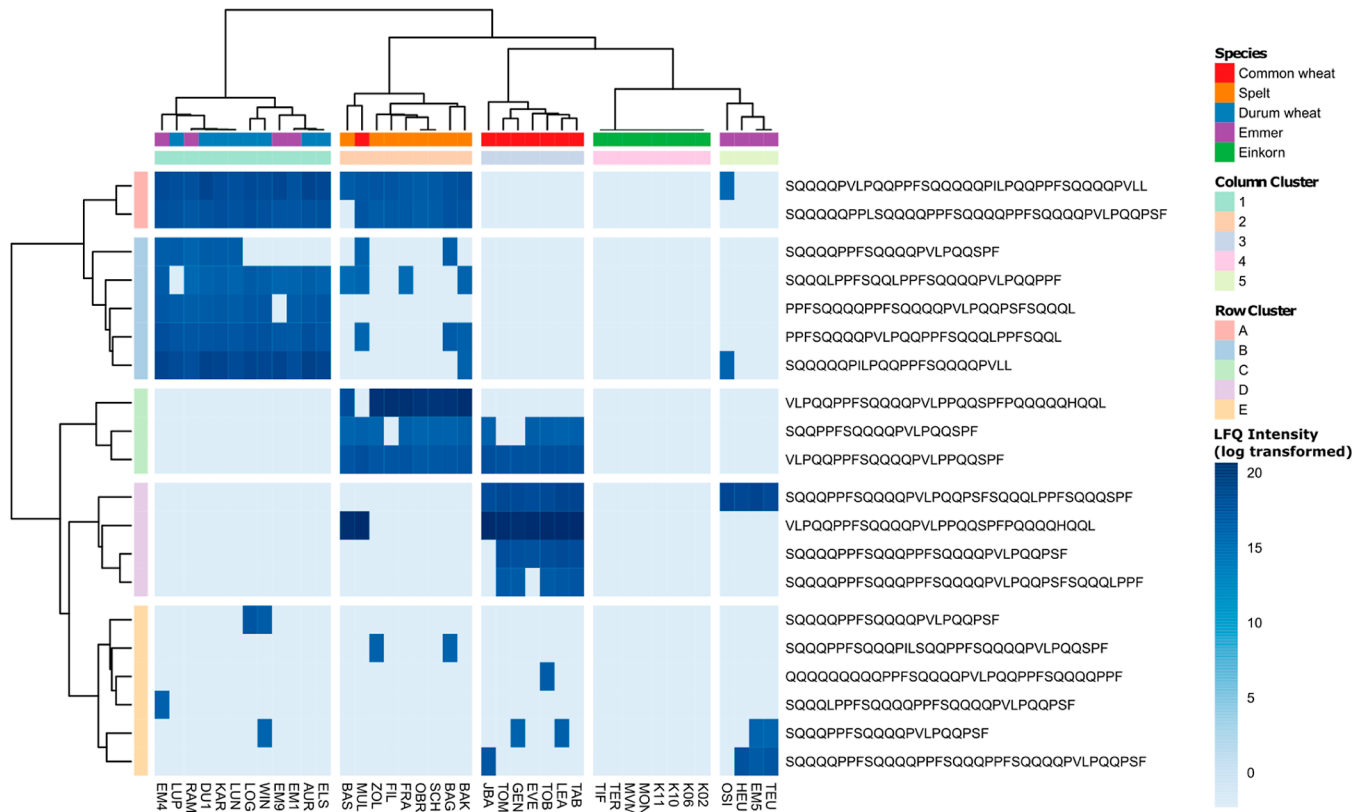 Species
Common wheat
Spelt
Durum wheat
Emmer
Einkorn
Column Cluster
1
2
3
4
5
Row Cluster
A
B
C
D
E
LFQ Intensity
(log transformed)
20
15
10
5
0
SQQQQPVLPQQPPFSQQQQQPILPQQPPFSQQQQPVLL
SQQQQQPPLSQQQQPPFSQQQQPPFSQQQQPVLPQQPSF
SQQQQPPFSQQQQPVLPQQSPF
SQQQLPPFSQQLPPFSQQQQPVLPQQPPF
PPFSQQQQPPFSQQQQPVLPQQPSFSQQQL
PPFSQQQQPVLPQQPPFSQQQLPPFSQQL
SQQQQQPILPQQPPFSQQQQPVLL
VLPQQPPFSQQQQPVLPPQQSPFPQQQQQHQQL
SQQPPFSQQQQPVLPQQSPF
VLPQQPPFSQQQQPVLPPQQSPF
SQQQPPFSQQQQPVLPQQPSFSQQQLPPFSQQQSPF
VLPQQPPFSQQQQPVLPPQQSPFPQQQQHQQL
SQQQQPPFSQQQPPFSQQQQPVLPQQPSF
SQQQQPPFSQQQPPFSQQQQPVLPQQPSFSQQQLPPF
SQQQQPPFSQQQQPVLPQQPSF
SQQQPPFSQQQPILSQQPPFSQQQQPVLPQQSPF
QQQQQQQQQPPFSQQQQPVLPQQPPFSQQQQPPF
SQQQLPPFSQQQQPPFSQQQQPVLPQQPSF
SQQQPPFSQQQQPVLPQQPSF
SQQQQPPFSQQQQPPFSQQQPPFSQQQQPVLPQQPSF
EM4 LUP RAM DU1 KAR LUN LOG WIN EM9 EM1 AUR ELS BAS MUL ZOL FIL FRA OBR SCH BAG BAK JBA TOM GEN EVE TOB LEA TAB TIF TER MVM MON K11 K10 K06 K02 OSI HEU EM5 TEU